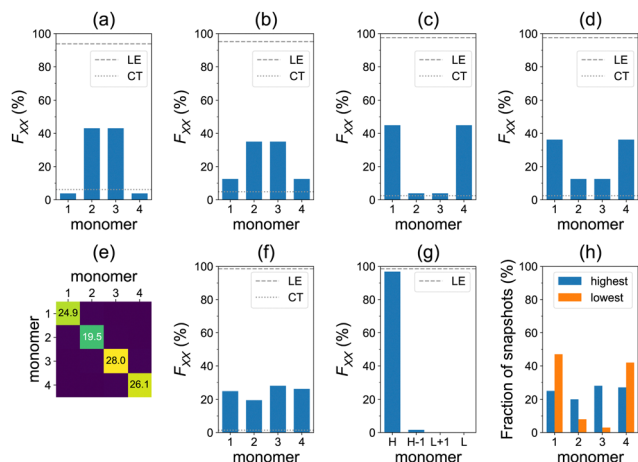 (a)
100
80
60
40
20
0
F_XX (%)
LE
CT
1 2 3 4
monomer
(b)
100
80
60
40
20
0
F_XX (%)
LE
CT
1 2 3 4
monomer
(c)
100
80
60
40
20
0
F_XX (%)
LE
CT
1 2 3 4
monomer
(d)
100
80
60
40
20
0
F_XX (%)
LE
CT
1 2 3 4
monomer
(e)
monomer
1 2 3 4
monomer
1 24.9
2 19.5
3 28.0
4 26.1
(f)
100
80
60
40
20
0
F_XX (%)
LE
CT
1 2 3 4
monomer
(g)
100
80
60
40
20
0
F_XX (%)
LE
H H-1 L+1 L
monomer
(h)
100
80
60
40
20
0
Fraction of snapshots (%)
highest
lowest
1 2 3 4
monomer